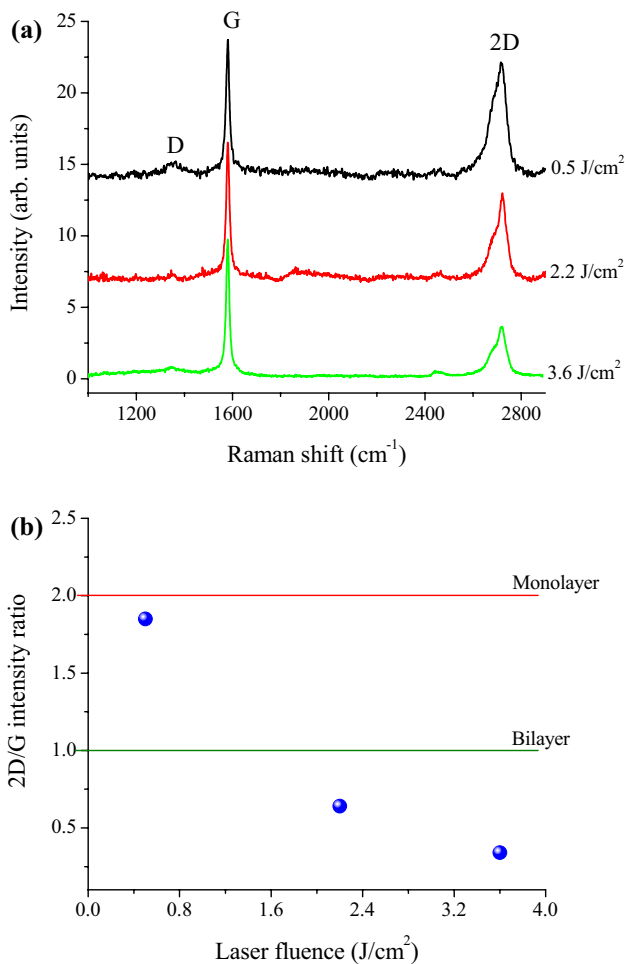 (a)
G
2D
D
25
20
15
10
5
0
Intensity (arb. units)
0.5 J/cm²
2.2 J/cm²
3.6 J/cm²
1200 1600 2000 2400 2800
Raman shift (cm⁻¹)
(b)
2.5
2.0
1.5
1.0
0.5
2D/G intensity ratio
Monolayer
Bilayer
0.0 0.8 1.6 2.4 3.2 4.0
Laser fluence (J/cm²)